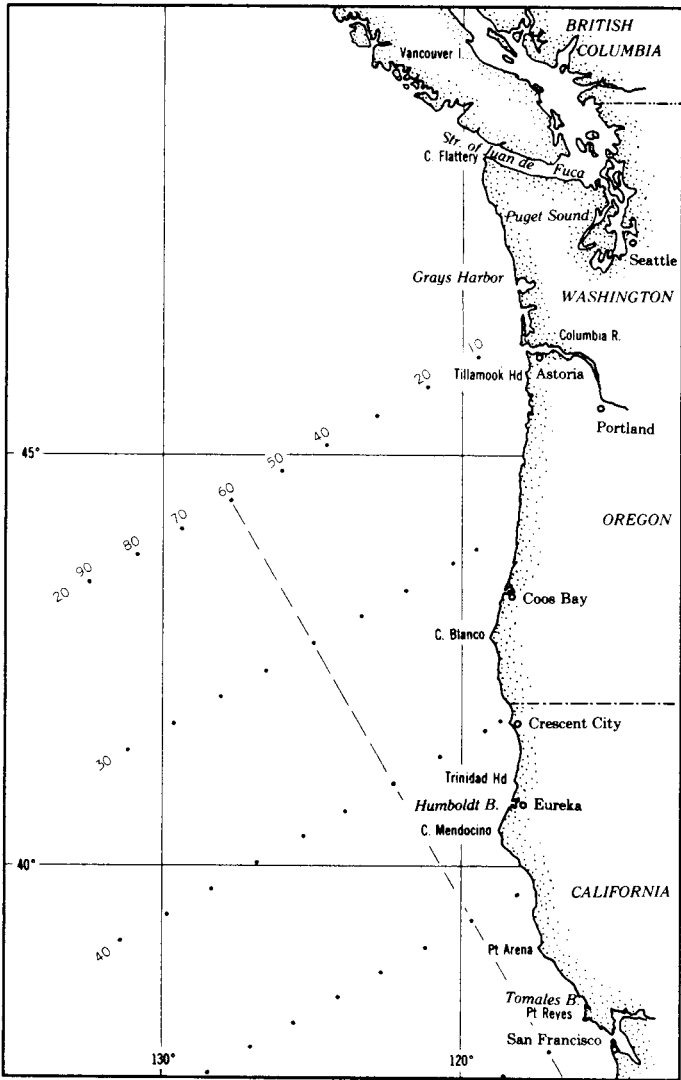 BRITISH
COLUMBIA
Vancouver I.
Str. of Juan de Fuca
C. Flattery
Puget Sound
Seattle
Grays Harbor
WASHINGTON
Columbia R.
10
Tillamook Hd
Astoria
20
Portland
40
45°
50
60
OREGON
70
80
90
20
Coos Bay
C. Blanco
Crescent City
30
Trinidad Hd
Humboldt B.
Eureka
C. Mendocino
40°
CALIFORNIA
40
Pt Arena
Tomales B.
Pt Reyes
San Francisco
130°
120°